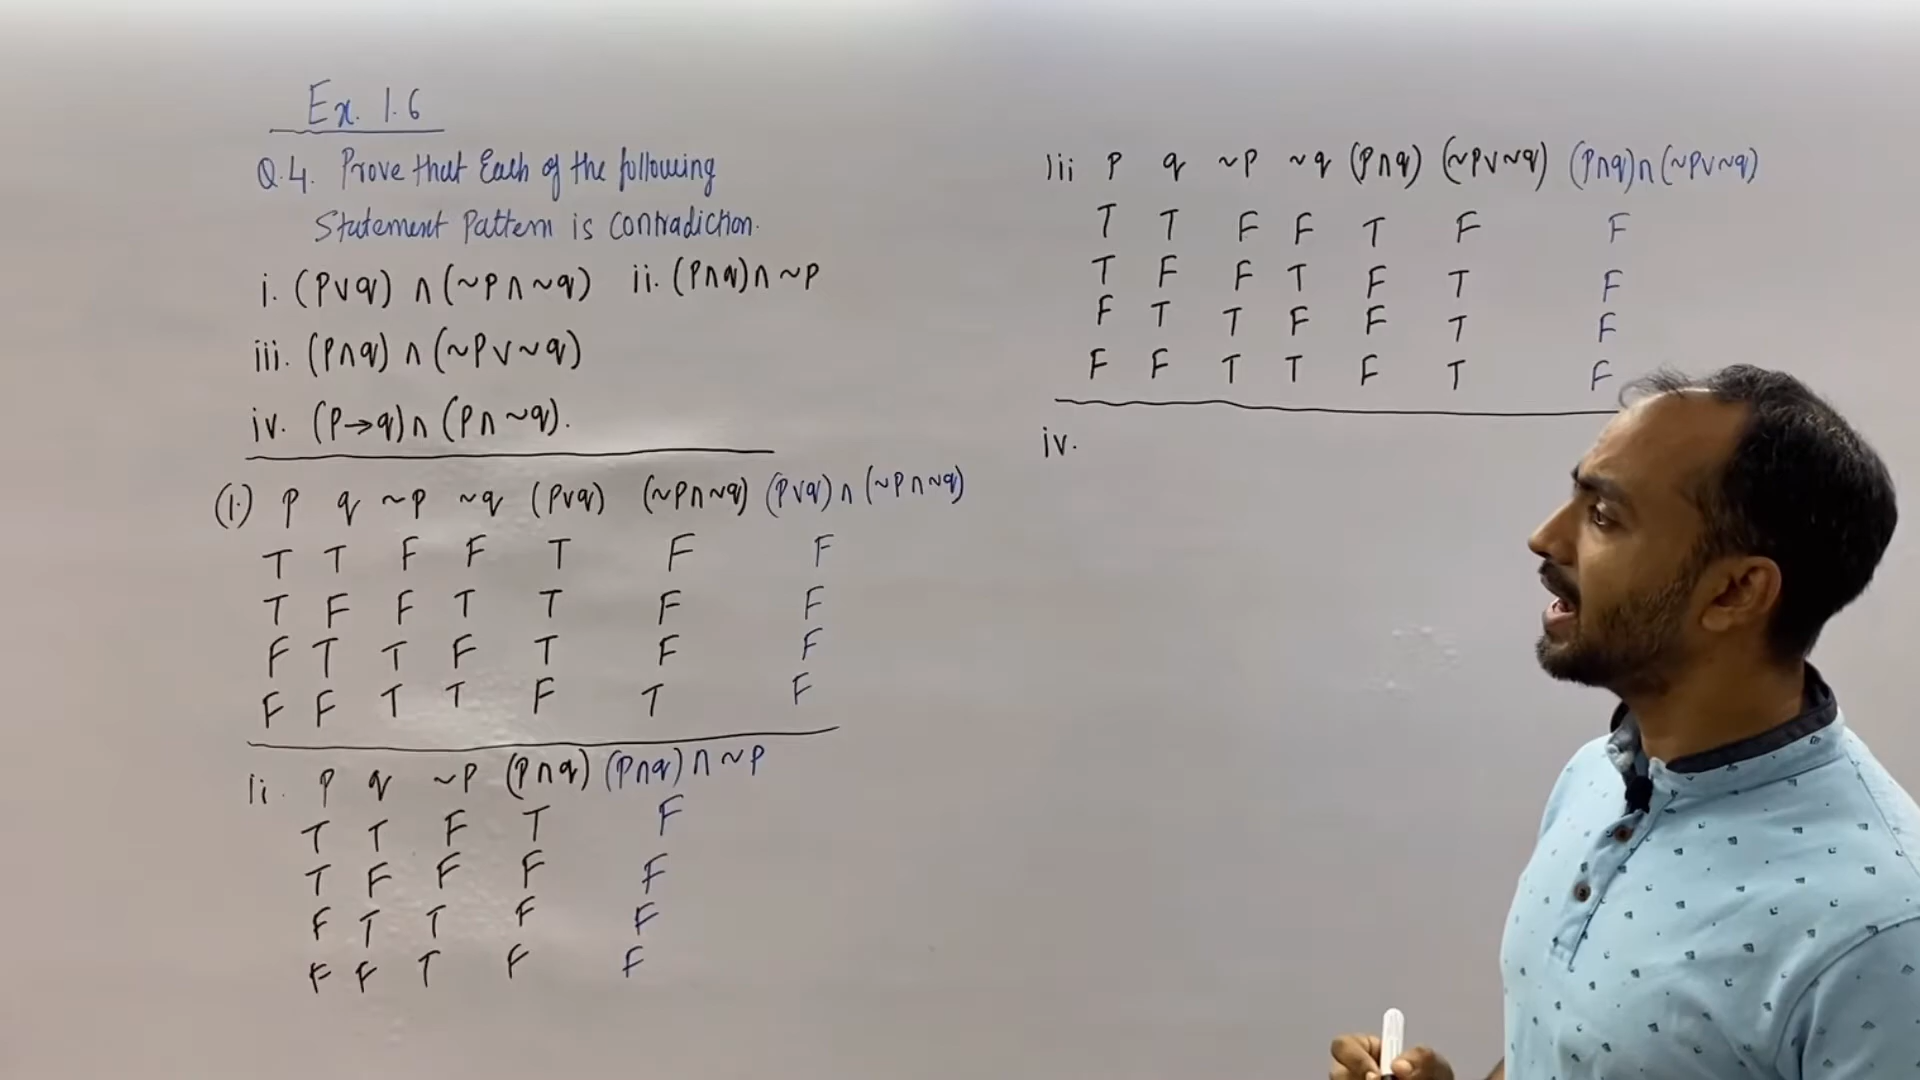 Ex. 1.6
Q.4. Prove that Each of the following
Statement Pattern is Contradiction.
i. (p∨q) ∧ (~p∧~q) ii. (p∧q)∧~p
iii. (p∧q) ∧ (~p∨~q)
iv. (p→q)∧(p∧~q).
(1.) p q ~p ~q (p∨q) (~p∧~q) (p∨q)∧(~p∧~q)
T T F F T F F
T F F T T F F
F T T F T F F
F F T T F T F
ii. p q ~p (p∧q) (p∧q)∧~p
T T F T F
T F F F F
F T T F F
F F T F F
iii p q ~p ~q (p∧q) (~p∨~q) (p∧q)∧(~p∨~q)
T T F F T F F
T F F T F T F
F T T F F T F
F F T T F T F
iv.